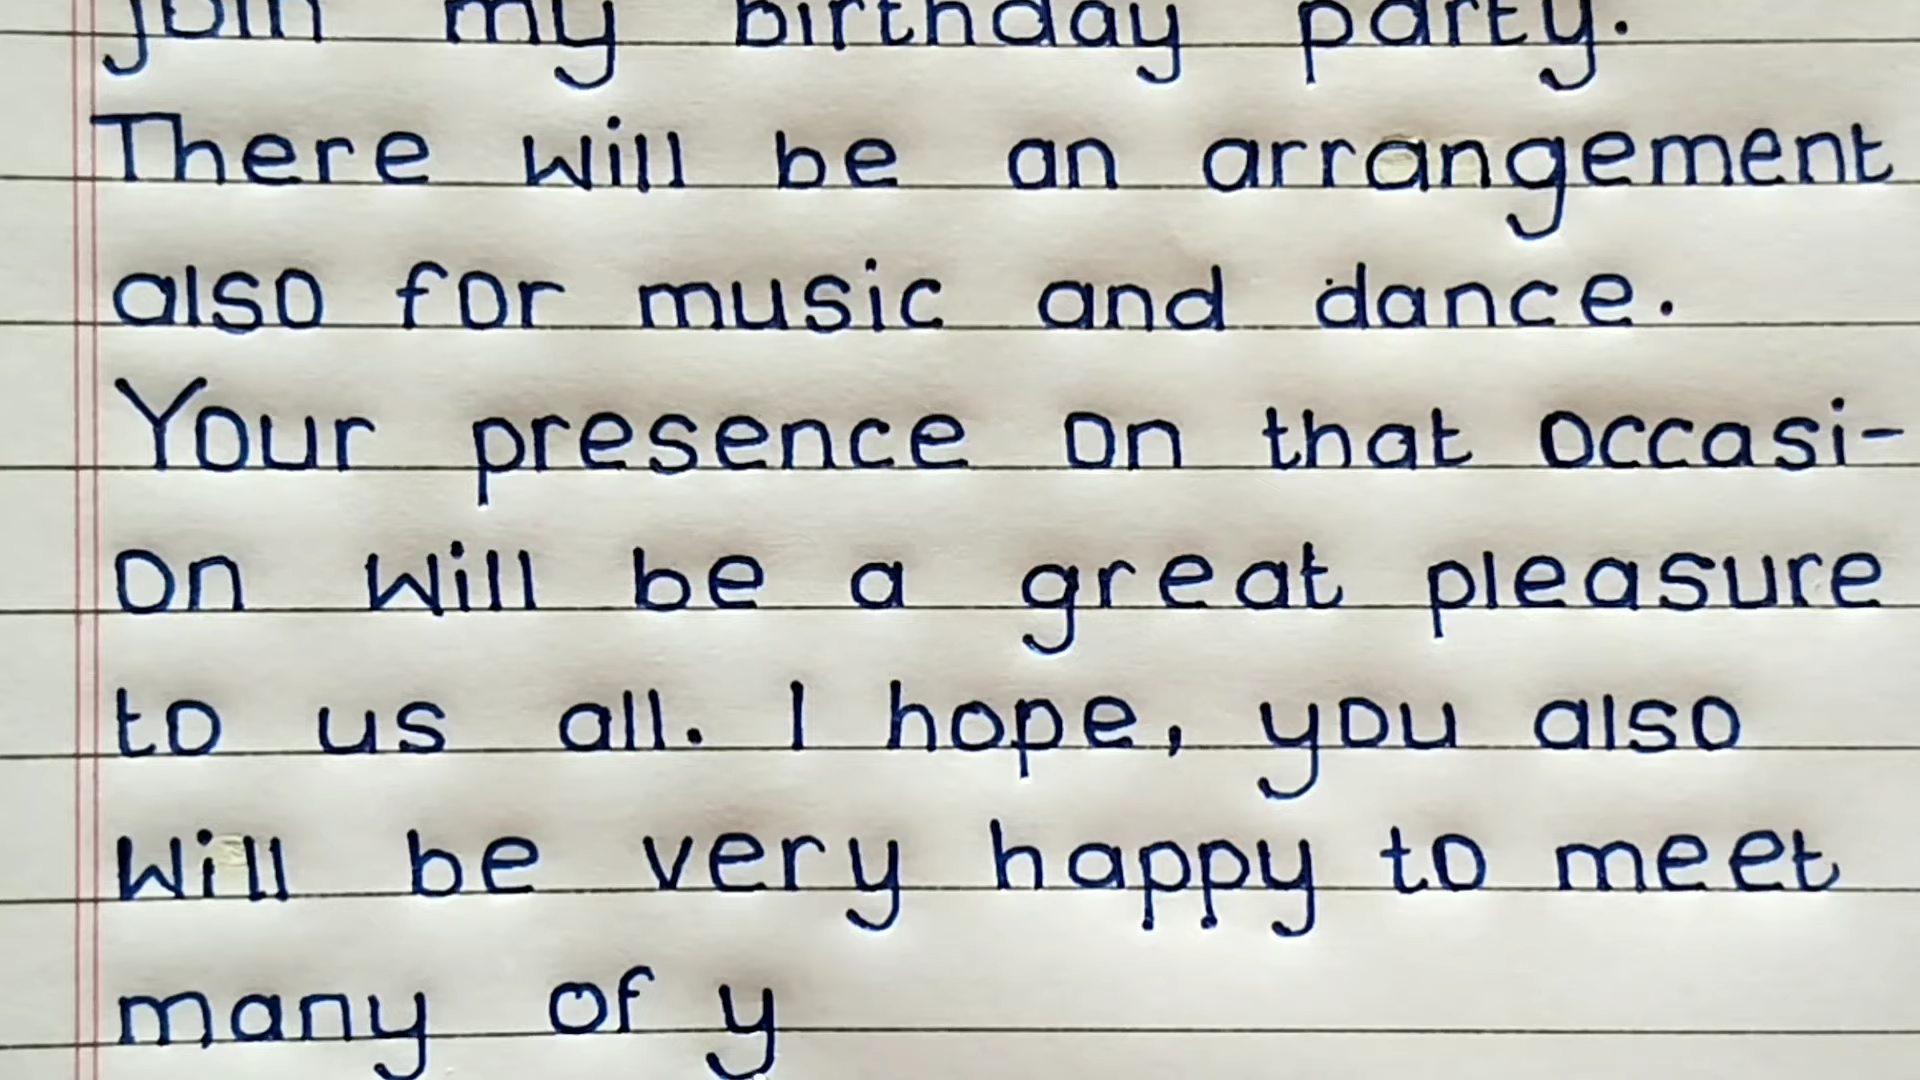 join my birthday party.
There will be an arrangement
also for music and dance.
Your presence on that occasi-
on will be a great pleasure
to us all. I hope, you also
will be very happy to meet
many of y